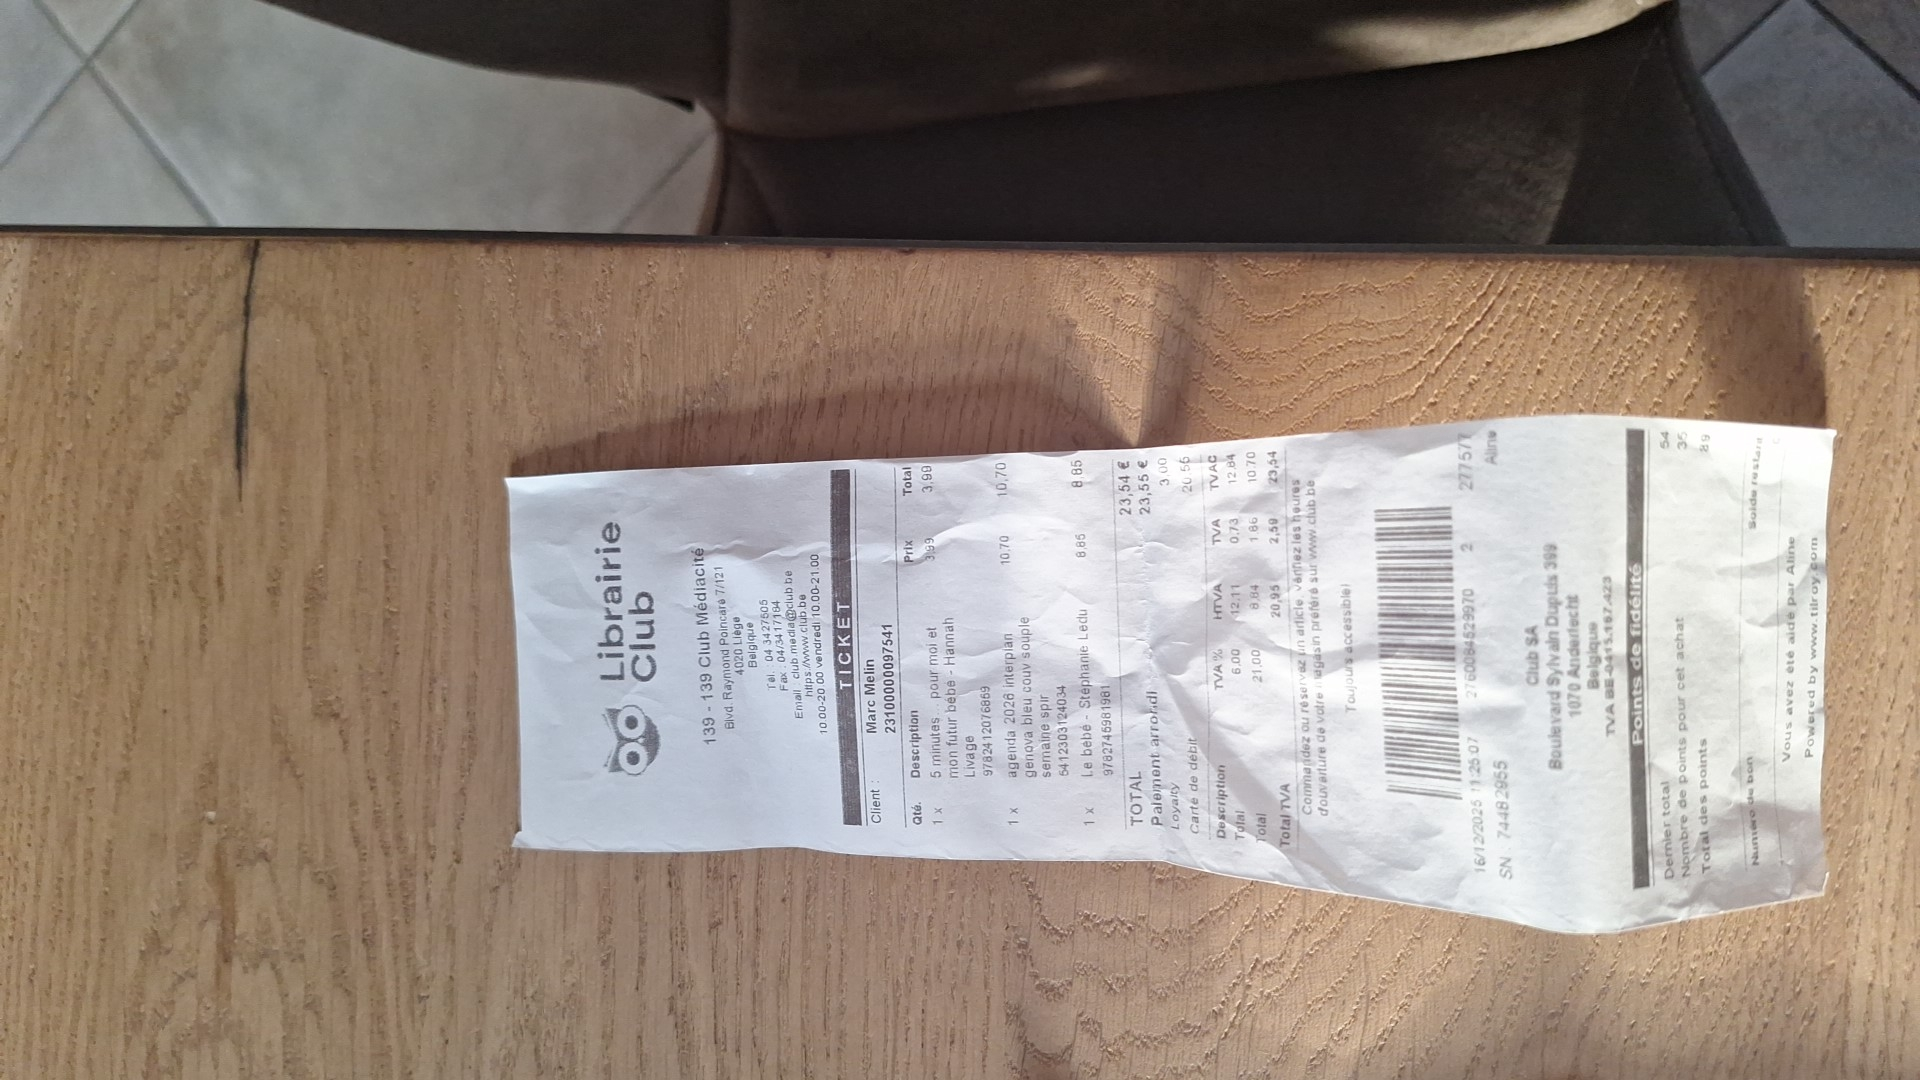 Librairie
Club
139 - 139 Club Médiacité
Blvd. Raymond Poincaré 7/121
4020 Liège
Belgique
Tél : 04 3427505
Fax : 04/3417164
Email : club.media@club.be
https://www.club.be
10.00-20.00 vendredi 10.00-21.00
TICKET
Client : Marc Melin
2310000097541
Qté. Description Prix Total
1 x 5 minutes... pour moi et 3,99 3,99
mon futur bébé - Hannah
Livage
9782412076869
1 x agenda 2026 interplan 10,70 10,70
genova bleu couv souple
semaine spir
5412303124034
1 x Le bébé - Stéphanie Ledu 8,85 8,85
9782745981981
TOTAL 23,54 €
Paiement arrondi 23,55 €
Loyalty 3,00
Carte de débit 20,55
Description TVA % HTVA TVA TVAC
Total 6,00 12,11 0,73 12,84
Total 21,00 8,84 1,86 10,70
Total TVA 20,95 2,59 23,54
Commandez ou réservez un article, vérifiez les heures
d'ouverture de votre magasin préféré sur www.club.be
Toujours accessible!
16/12/2025 11:25:07 2760084529970 2 277577
SN 74482955 Aline
Club SA
Boulevard Sylvain Dupuis 399
1070 Anderlecht
Belgique
TVA BE-0415.197.423
Points de fidélité
Dernier total 54
Nombre de points pour cet achat 35
Total des points 89
Numéro de bon Solde restant
Vous avez été aidé par Aline
Powered by www.tilroy.com